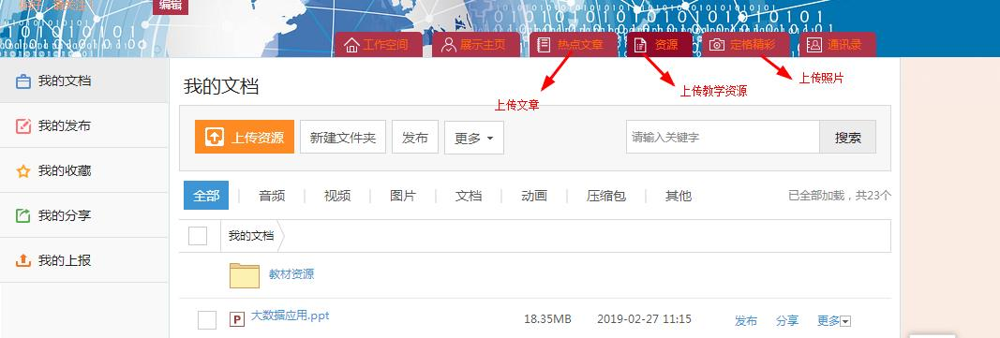 编辑
工作空间 展示主页 热点文章 资源 定格精彩 通讯录
上传文章 上传教学资源 上传照片
我的文档
我的发布
我的收藏
我的分享
我的上报
我的文档
上传资源 新建文件夹 发布 更多 请输入关键字 搜索
全部 音频 视频 图片 文档 动画 压缩包 其他 已全部加载，共23个
我的文档
教材资源
大数据应用.ppt 18.35MB 2019-02-27 11:15 发布 分享 更多